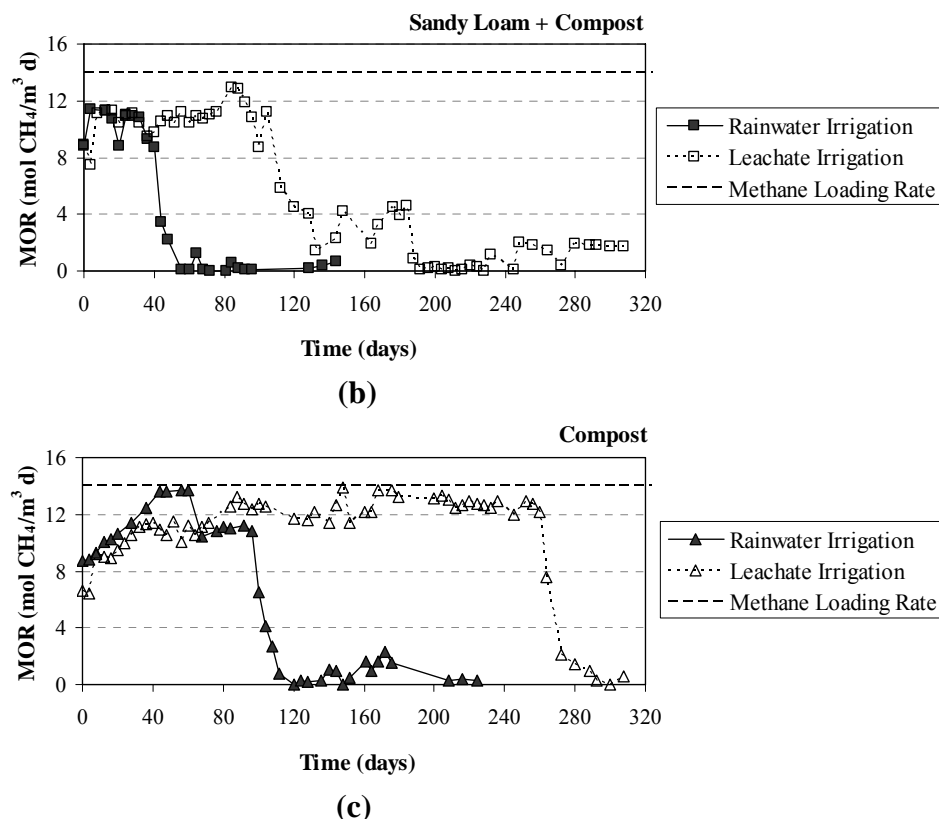 Sandy Loam + Compost
16
12
8
4
0
MOR (mol CH₄/m³ d)
0 40 80 120 160 200 240 280 320
Time (days)
Rainwater Irrigation
Leachate Irrigation
Methane Loading Rate
(b)
Compost
16
12
8
4
0
MOR (mol CH₄/m³ d)
0 40 80 120 160 200 240 280 320
Time (days)
Rainwater Irrigation
Leachate Irrigation
Methane Loading Rate
(c)